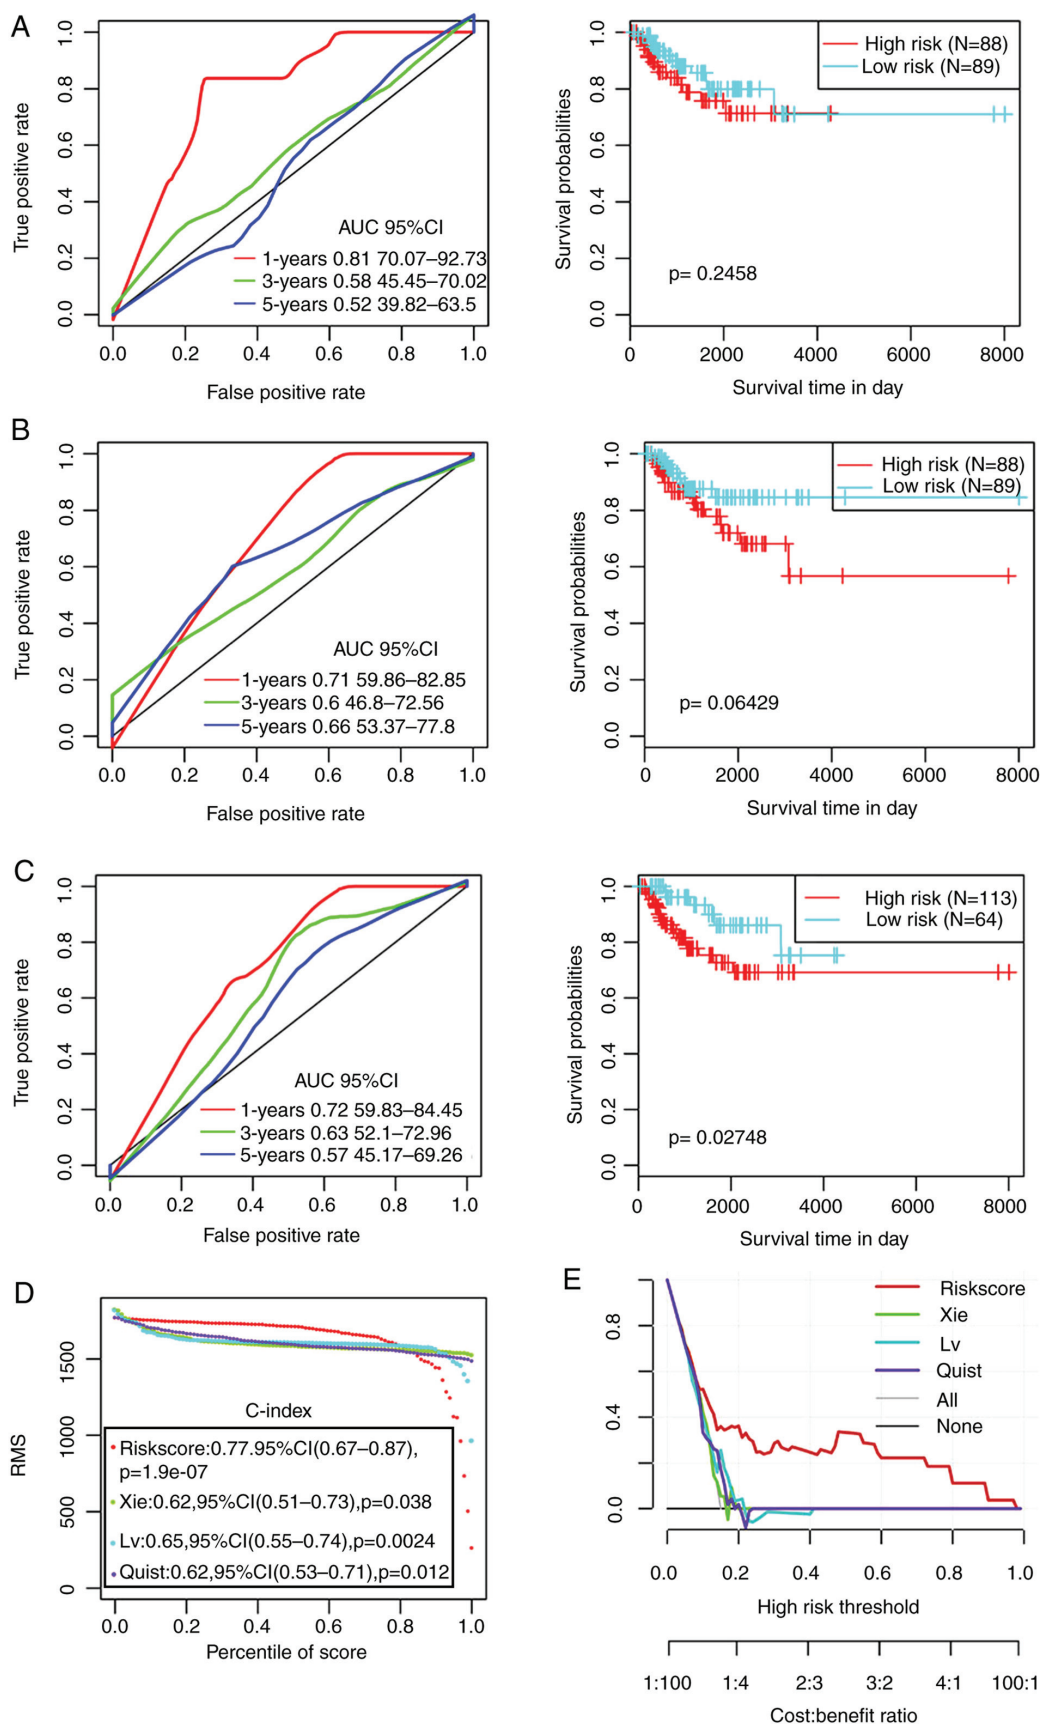 A
True positive rate
1.0
0.8
0.6
0.4
0.2
0.0
AUC 95%CI
1-years 0.81 70.07–92.73
3-years 0.58 45.45–70.02
5-years 0.52 39.82–63.5
0.0 0.2 0.4 0.6 0.8 1.0
False positive rate
Survival probabilities
1.0
0.8
0.6
0.4
0.2
0.0
High risk (N=88)
Low risk (N=89)
p= 0.2458
0 2000 4000 6000 8000
Survival time in day
B
True positive rate
1.0
0.8
0.6
0.4
0.2
0.0
AUC 95%CI
1-years 0.71 59.86–82.85
3-years 0.6 46.8–72.56
5-years 0.66 53.37–77.8
0.0 0.2 0.4 0.6 0.8 1.0
False positive rate
Survival probabilities
1.0
0.8
0.6
0.4
0.2
0.0
High risk (N=88)
Low risk (N=89)
p= 0.06429
0 2000 4000 6000 8000
Survival time in day
C
True positive rate
1.0
0.8
0.6
0.4
0.2
0.0
AUC 95%CI
1-years 0.72 59.83–84.45
3-years 0.63 52.1–72.96
5-years 0.57 45.17–69.26
0.0 0.2 0.4 0.6 0.8 1.0
False positive rate
Survival probabilities
1.0
0.8
0.6
0.4
0.2
0.0
High risk (N=113)
Low risk (N=64)
p= 0.02748
0 2000 4000 6000 8000
Survival time in day
D
RMS
1500
1000
500
0
C-index
Riskscore:0.77.95%CI(0.67–0.87),
p=1.9e-07
Xie:0.62,95%CI(0.51–0.73),p=0.038
Lv:0.65,95%CI(0.55–0.74),p=0.0024
Quist:0.62,95%CI(0.53–0.71),p=0.012
0.0 0.2 0.4 0.6 0.8 1.0
Percentile of score
E
0.8
0.4
0.0
Riskscore
Xie
Lv
Quist
All
None
0.0 0.2 0.4 0.6 0.8 1.0
High risk threshold
1:100 1:4 2:3 3:2 4:1 100:1
Cost:benefit ratio